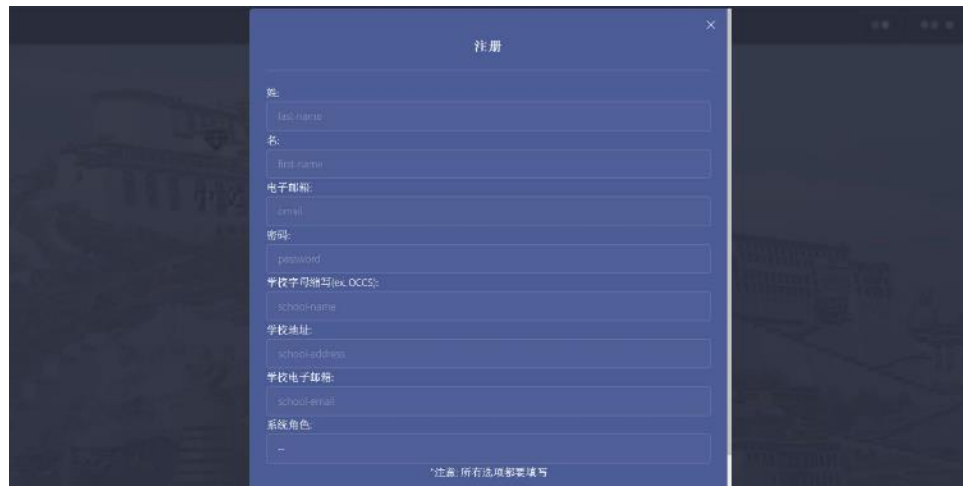 注册
姓:
last-name
名:
first-name
电子邮箱:
email
密码:
password
学校字母缩写(ex. OCCS):
school-name
学校地址:
school-address
学校电子邮箱:
school-email
系统角色:
--
*注意: 所有选项都要填写